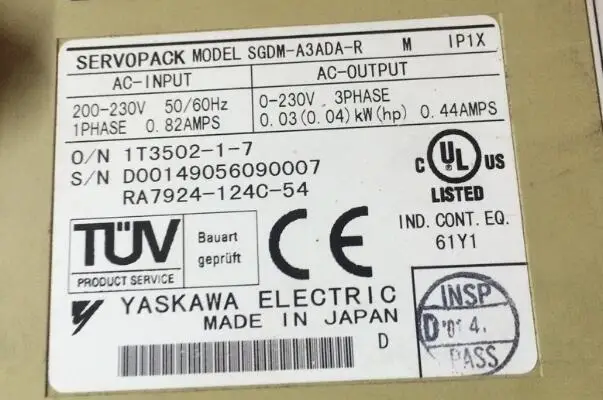 SERVOPACK MODEL SGDM-A3ADA-R M IP1X
AC-INPUT
AC-OUTPUT
200-230V 50/60Hz
1PHASE 0.82AMPS
0-230V 3PHASE
0.03(0.04)kW(hp) 0.44AMPS
O/N 1T3502-1-7
S/N D00149056090007
RA7924-124C-54
C UL US
LISTED
IND. CONT. EQ.
61Y1
TÜV
PRODUCT SERVICE
Bauart
geprüft
CE
YASKAWA ELECTRIC
MADE IN JAPAN
D
INSP
D
4.
PASS